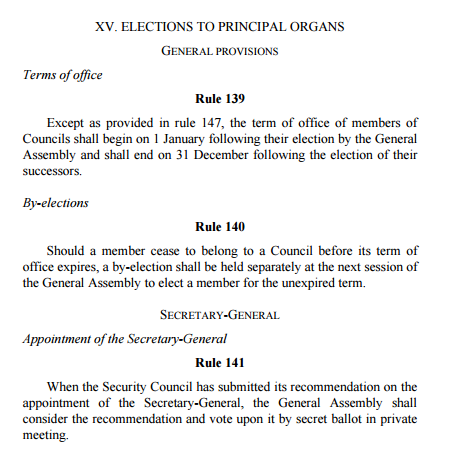 XV. ELECTIONS TO PRINCIPAL ORGANS
GENERAL PROVISIONS
Terms of office
Rule 139
Except as provided in rule 147, the term of office of members of
Councils shall begin on 1 January following their election by the General
Assembly and shall end on 31 December following the election of their
successors.
By-elections
Rule 140
Should a member cease to belong to a Council before its term of
office expires, a by-election shall be held separately at the next session of
the General Assembly to elect a member for the unexpired term.
SECRETARY-GENERAL
Appointment of the Secretary-General
Rule 141
When the Security Council has submitted its recommendation on the
appointment of the Secretary-General, the General Assembly shall
consider the recommendation and vote upon it by secret ballot in private
meeting.